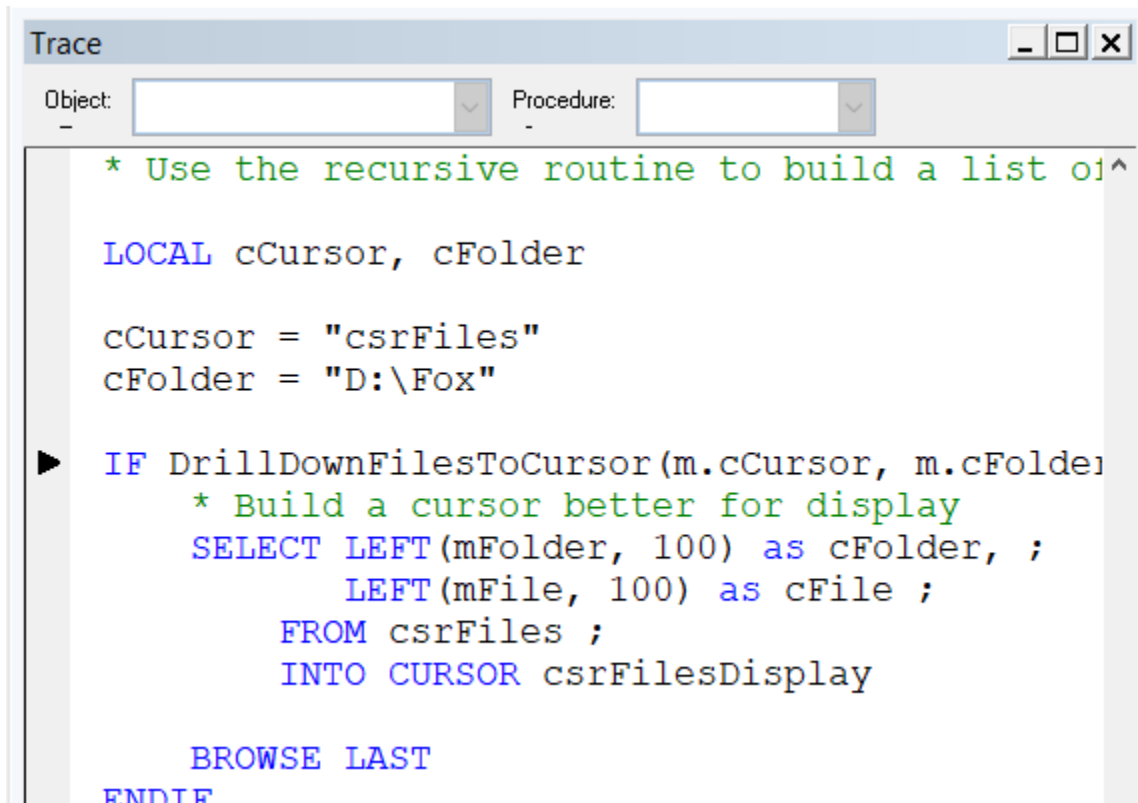 Trace
Object: Procedure:
* Use the recursive routine to build a list of
LOCAL cCursor, cFolder
cCursor = "csrFiles"
cFolder = "D:\Fox"
IF DrillDownFilesToCursor(m.cCursor, m.cFolder
* Build a cursor better for display
SELECT LEFT(mFolder, 100) as cFolder, ;
LEFT(mFile, 100) as cFile ;
FROM csrFiles ;
INTO CURSOR csrFilesDisplay
BROWSE LAST
ENDIF